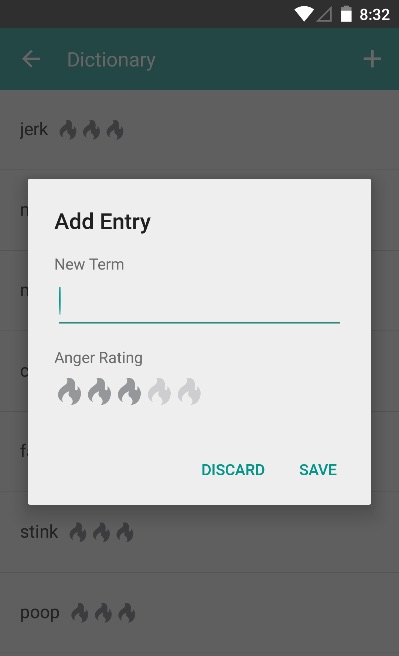 8:32
Dictionary
jerk
Add Entry
New Term
Anger Rating
DISCARD SAVE
stink
poop